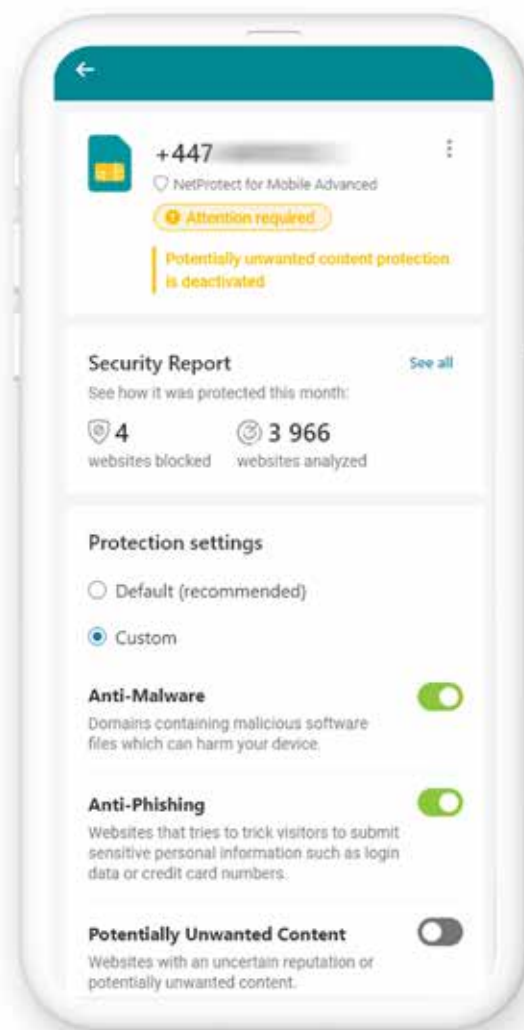 +447
NetProtect for Mobile Advanced
Attention required
Potentially unwanted content protection
is deactivated
Security Report
See all
See how it was protected this month:
4
3 966
websites blocked
websites analyzed
Protection settings
Default (recommended)
Custom
Anti-Malware
Domains containing malicious software
files which can harm your device.
Anti-Phishing
Websites that tries to trick visitors to submit
sensitive personal information such as login
data or credit card numbers.
Potentially Unwanted Content
Websites with an uncertain reputation or
potentially unwanted content.